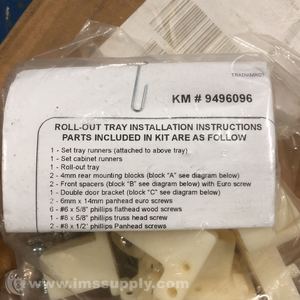 KM # 9496096
ROLL-OUT TRAY INSTALLATION INSTRUCTIONS
PARTS INCLUDED IN KIT ARE AS FOLLOW
1 - Set tray runners (attached to above tray)
1 - Set cabinet runners
1 - Roll-out tray
2 - 4mm rear mounting blocks (block "A" see diagram below)
2 - Front spacers (block "B" see diagram below) with Euro screw
1 - Double door bracket (block "C" see diagram below)
2 - 6mm x 14mm panhead euro screws
6 - #6 x 5/8" phillips flathead wood screws
1 - #8 x 5/8" phillips truss head screw
6 - #8 x 1/2' phillips Panhead screws
© www.imssupply.com